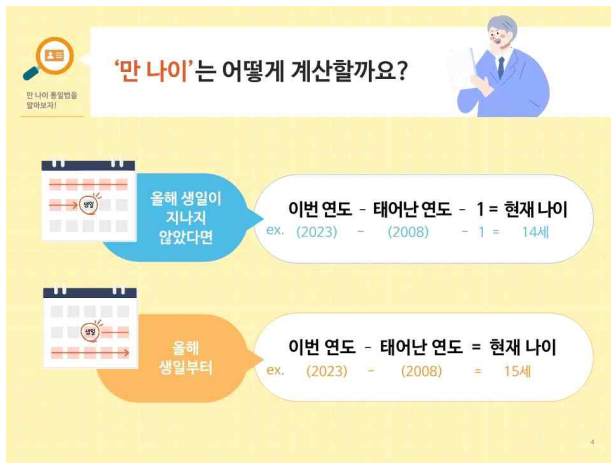 만 나이 통일법을
알아보자!
‘만 나이’는 어떻게 계산할까요?
생일
올해 생일이
지나지
않았다면
이번 연도 - 태어난 연도 - 1 = 현재 나이
ex. (2023) - (2008) - 1 = 14세
생일
올해
생일부터
이번 연도 - 태어난 연도 = 현재 나이
ex. (2023) - (2008) = 15세
4